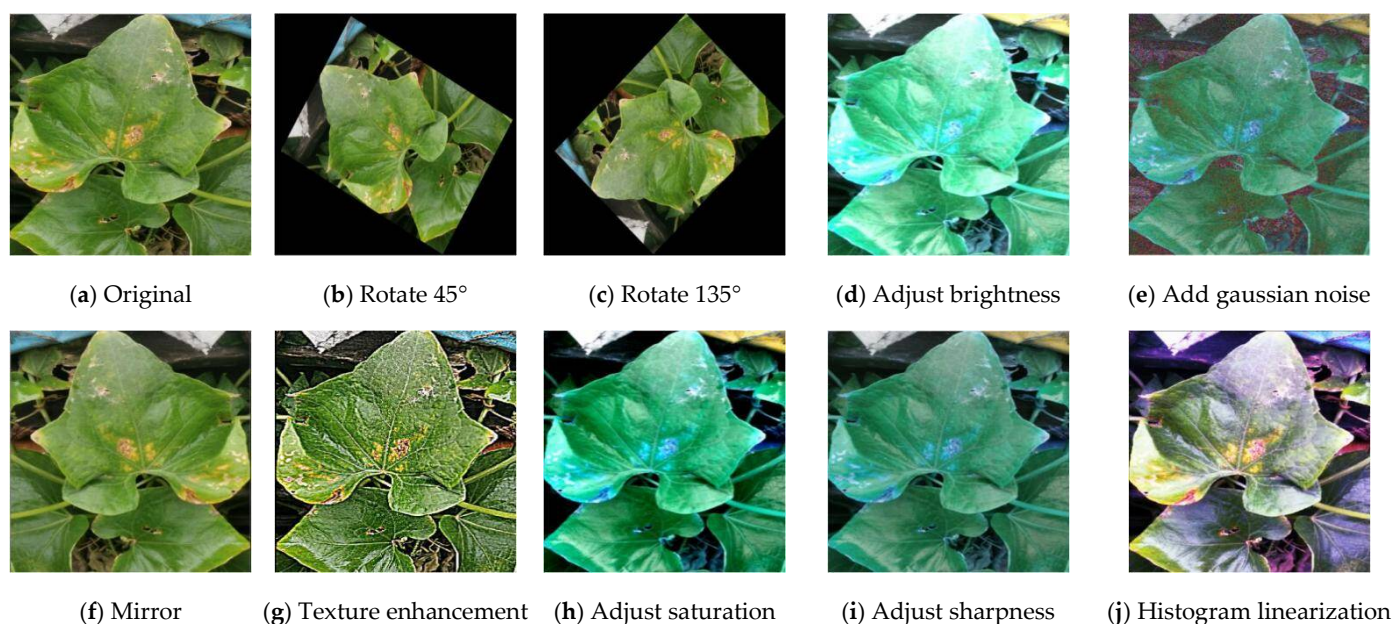 (a) Original (b) Rotate 45° (c) Rotate 135° (d) Adjust brightness (e) Add gaussian noise
(f) Mirror (g) Texture enhancement (h) Adjust saturation (i) Adjust sharpness (j) Histogram linearization